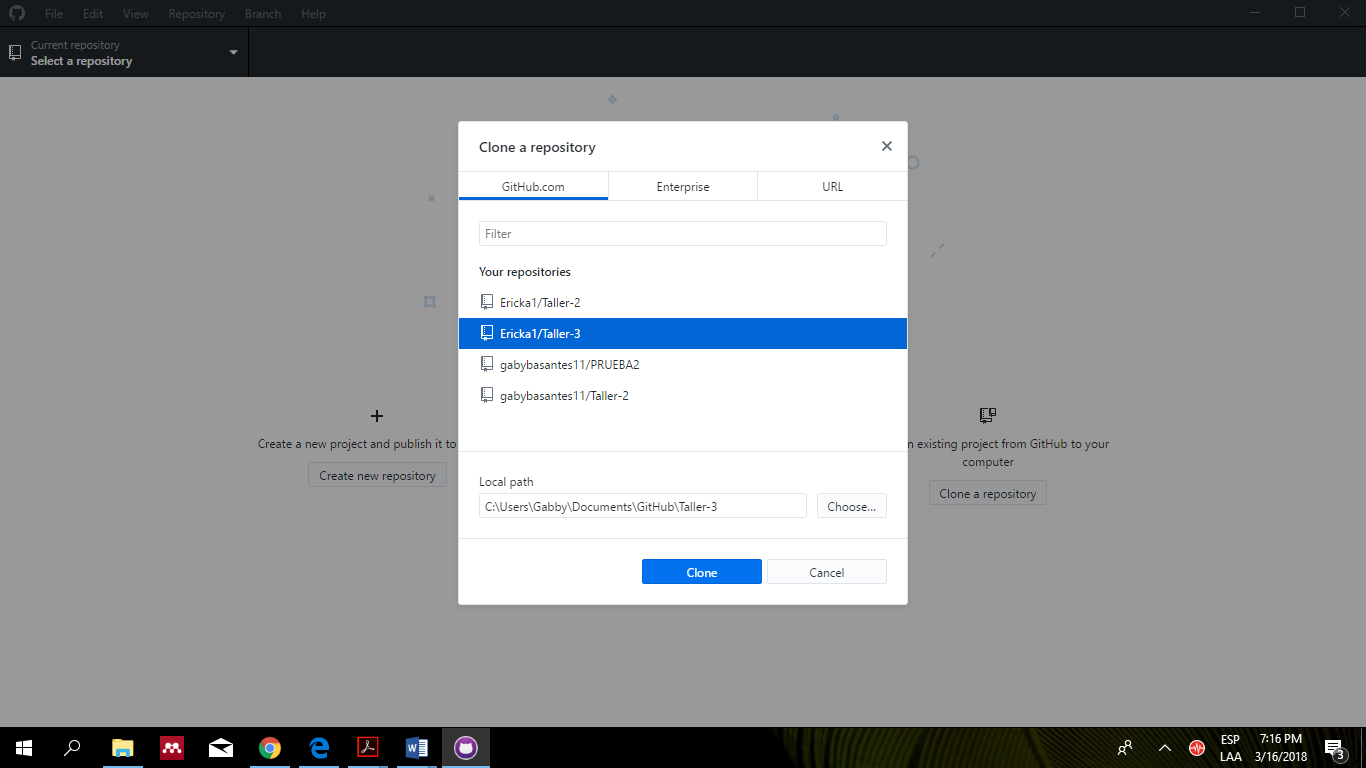 File Edit View Repository Branch Help
Current repository
Select a repository
Clone a repository
GitHub.com Enterprise URL
Filter
Your repositories
Ericka1/Taller-2
Ericka1/Taller-3
gabybasantes11/PRUEBA2
gabybasantes11/Taller-2
Create a new project and publish it to
Create new repository
n existing project from GitHub to your
computer
Clone a repository
Local path
C:\Users\Gabby\Documents\GitHub\Taller-3
Choose...
Clone Cancel
ESP
LAA
7:16 PM
3/16/2018
3